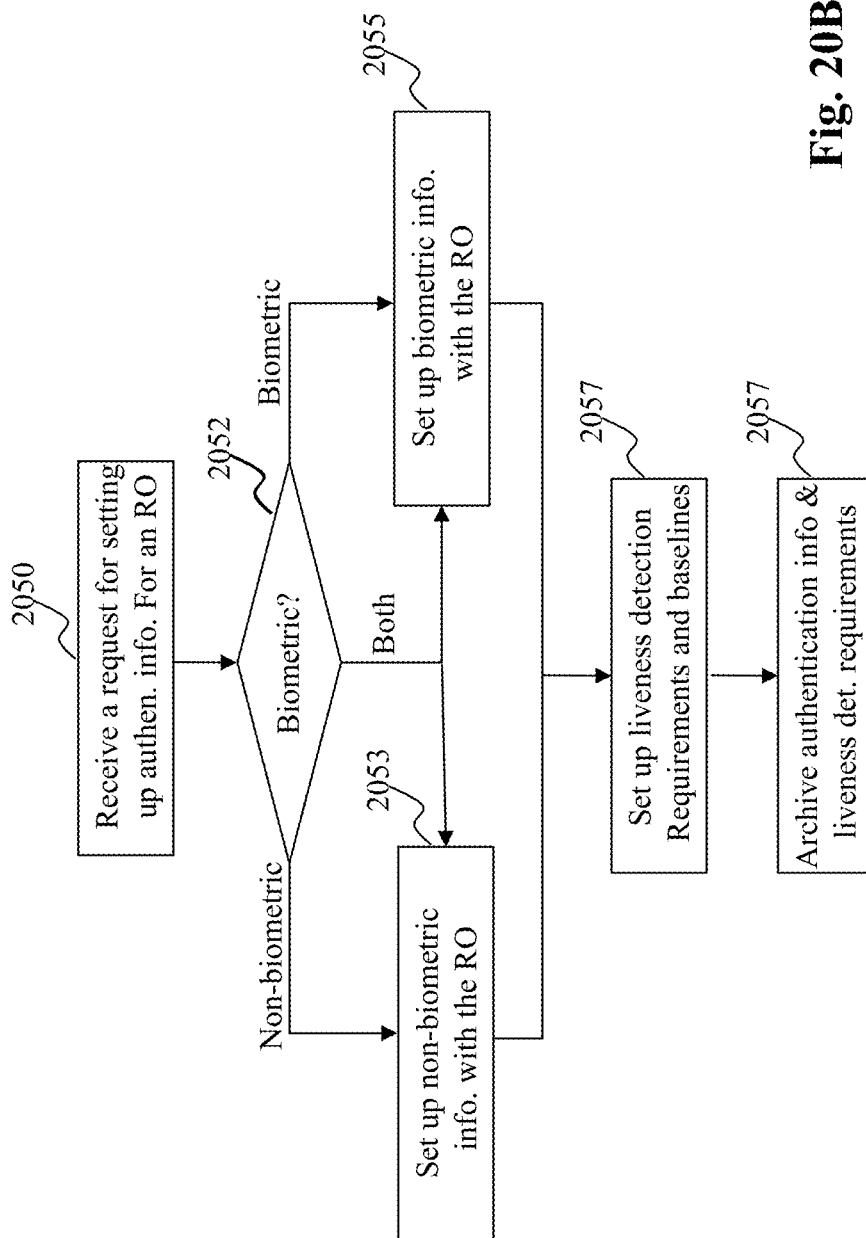 2050
Receive a request for setting
up authen. info. For an RO
2052
Biometric?
Non-biometric
Biometric
Both
2053
Set up non-biometric
info. with the RO
2055
Set up biometric info.
with the RO
2057
Set up liveness detection
Requirements and baselines
2057
Archive authentication info &
liveness det. requirements
Fig. 20B